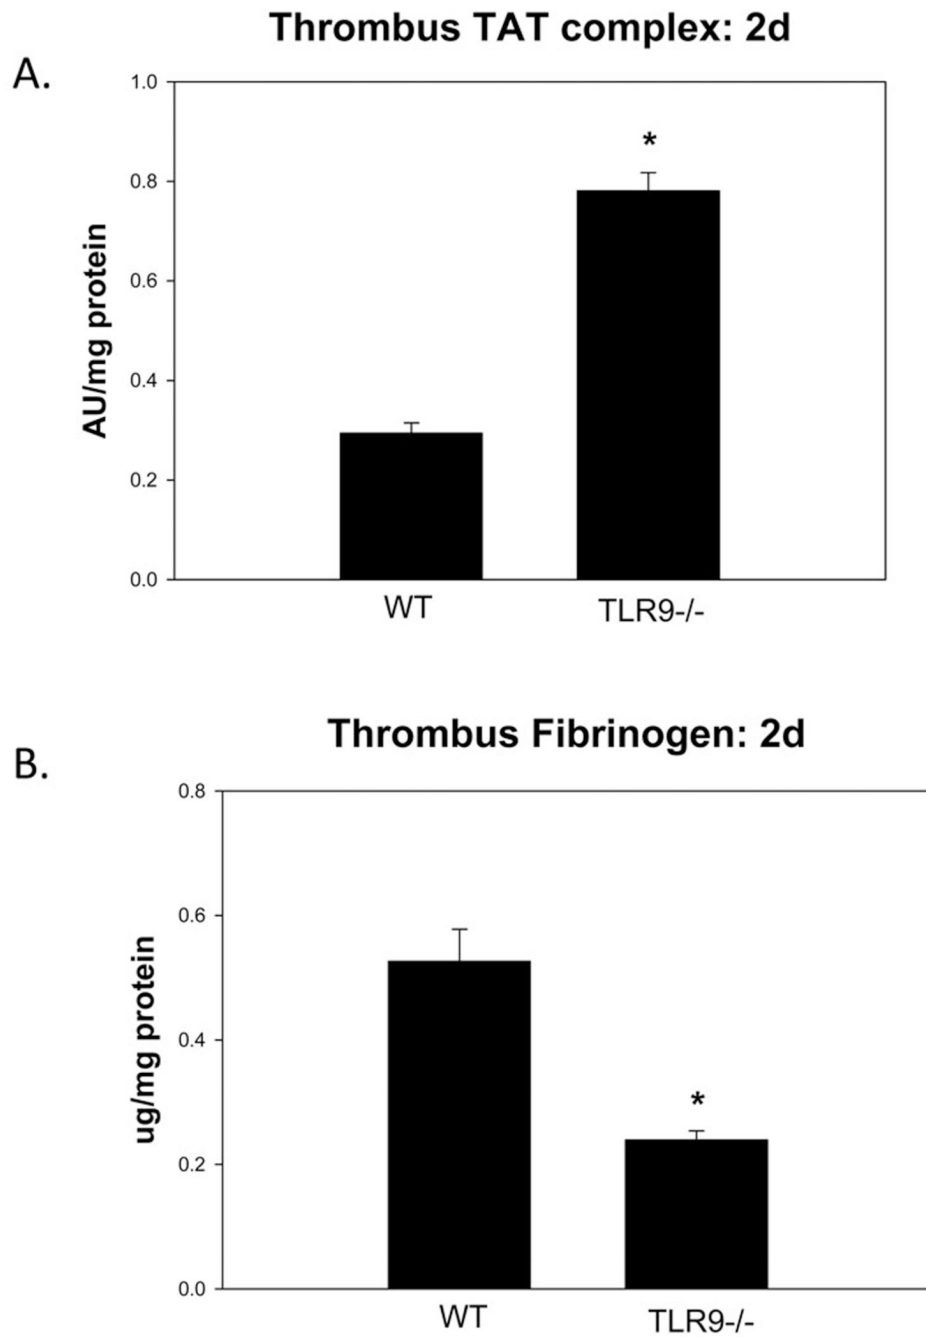 Thrombus TAT complex: 2d
A.
1.0
0.8
0.6
0.4
0.2
0.0
AU/mg protein
*
WT
TLR9-/-
Thrombus Fibrinogen: 2d
B.
0.8
0.6
0.4
0.2
0.0
ug/mg protein
*
WT
TLR9-/-